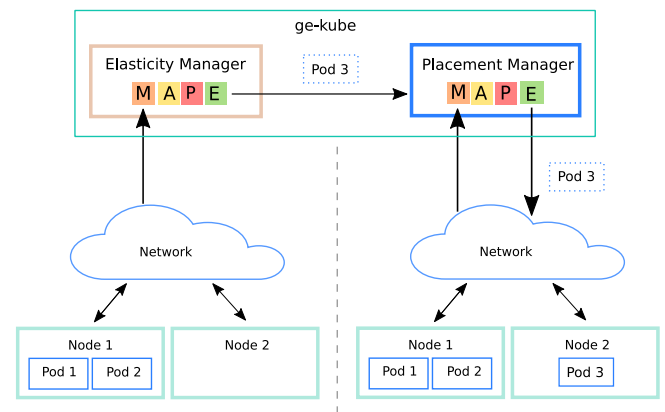 ge-kube
Elasticity Manager
M A P E
Pod 3
Placement Manager
M A P E
Pod 3
Network
Network
Node 1
Pod 1
Pod 2
Node 2
Node 1
Pod 1
Pod 2
Node 2
Pod 3